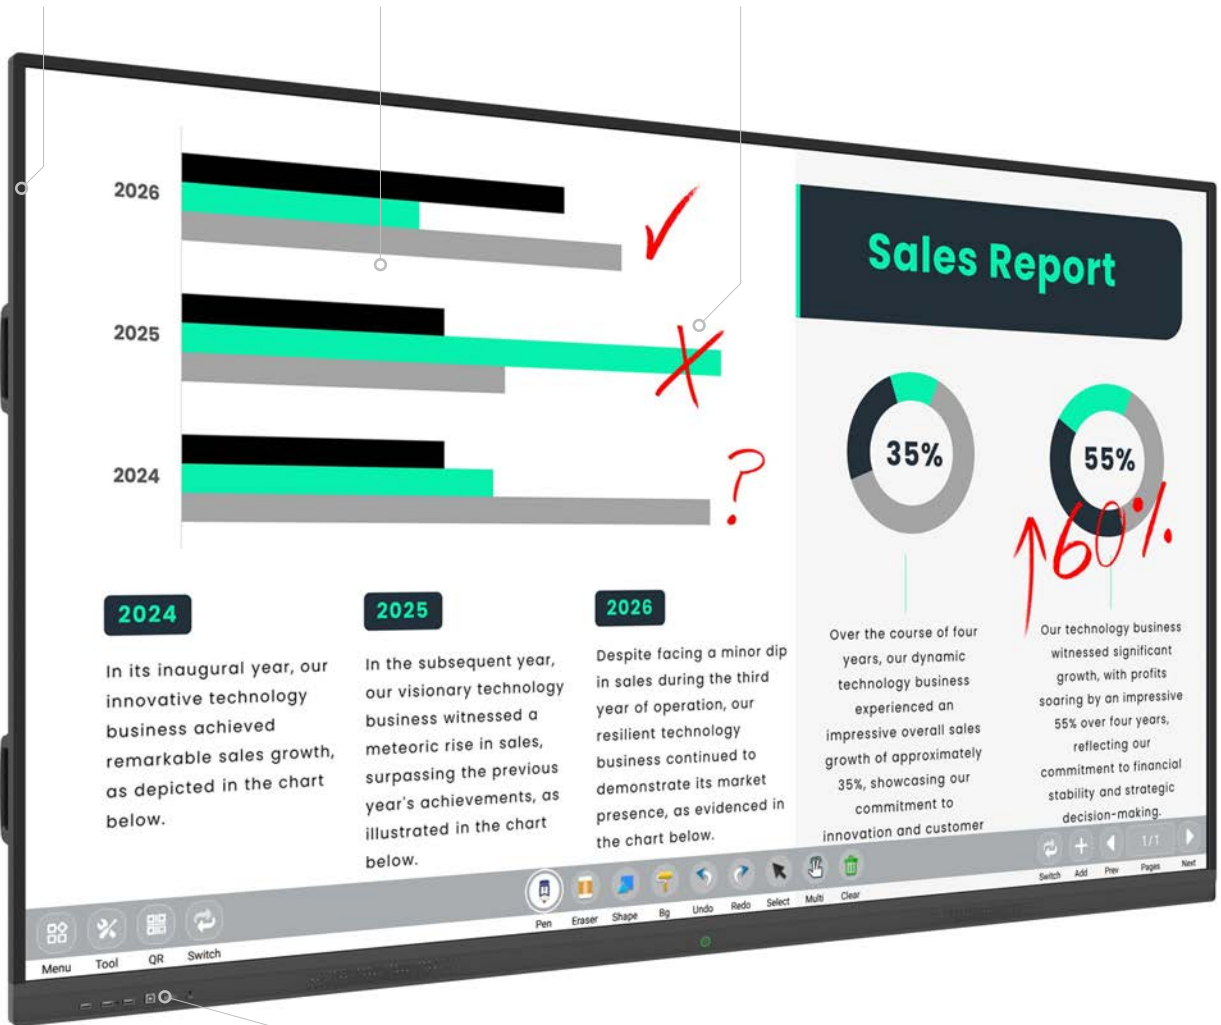 2026
2025
2024
Sales Report
35%
55%
60%
2024
In its inaugural year, our
innovative technology
business achieved
remarkable sales growth,
as depicted in the chart
below.
2025
In the subsequent year,
our visionary technology
business witnessed a
meteoric rise in sales,
surpassing the previous
year's achievements, as
illustrated in the chart
below.
2026
Despite facing a minor dip
in sales during the third
year of operation, our
resilient technology
business continued to
demonstrate its market
presence, as evidenced in
the chart below.
Over the course of four
years, our dynamic
technology business
experienced an
impressive overall sales
growth of approximately
35%, showcasing our
commitment to
innovation and customer
Our technology business
witnessed significant
growth, with profits
soaring by an impressive
55% over four years,
reflecting our
commitment to financial
stability and strategic
decision-making.
Menu Tool QR Switch
Pen Eraser Shape Bg Undo Redo Select Multi Clear
1/1
Switch Add Prev Pages Next